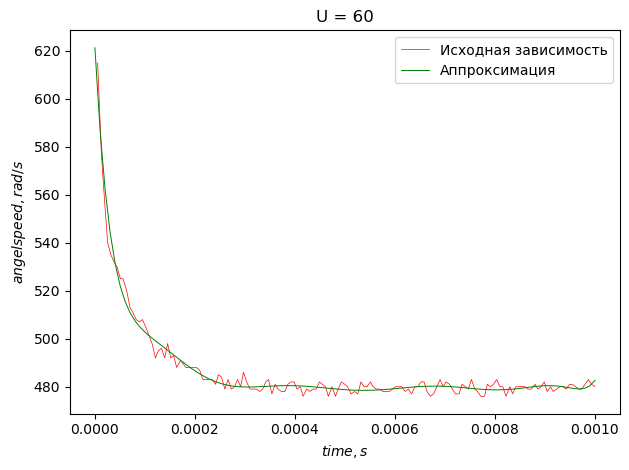 U = 60
Исходная зависимость
Аппроксимация
620
600
580
560
540
520
500
480
angelspeed, rad/s
0.0000
0.0002
0.0004
0.0006
0.0008
0.0010
time, s